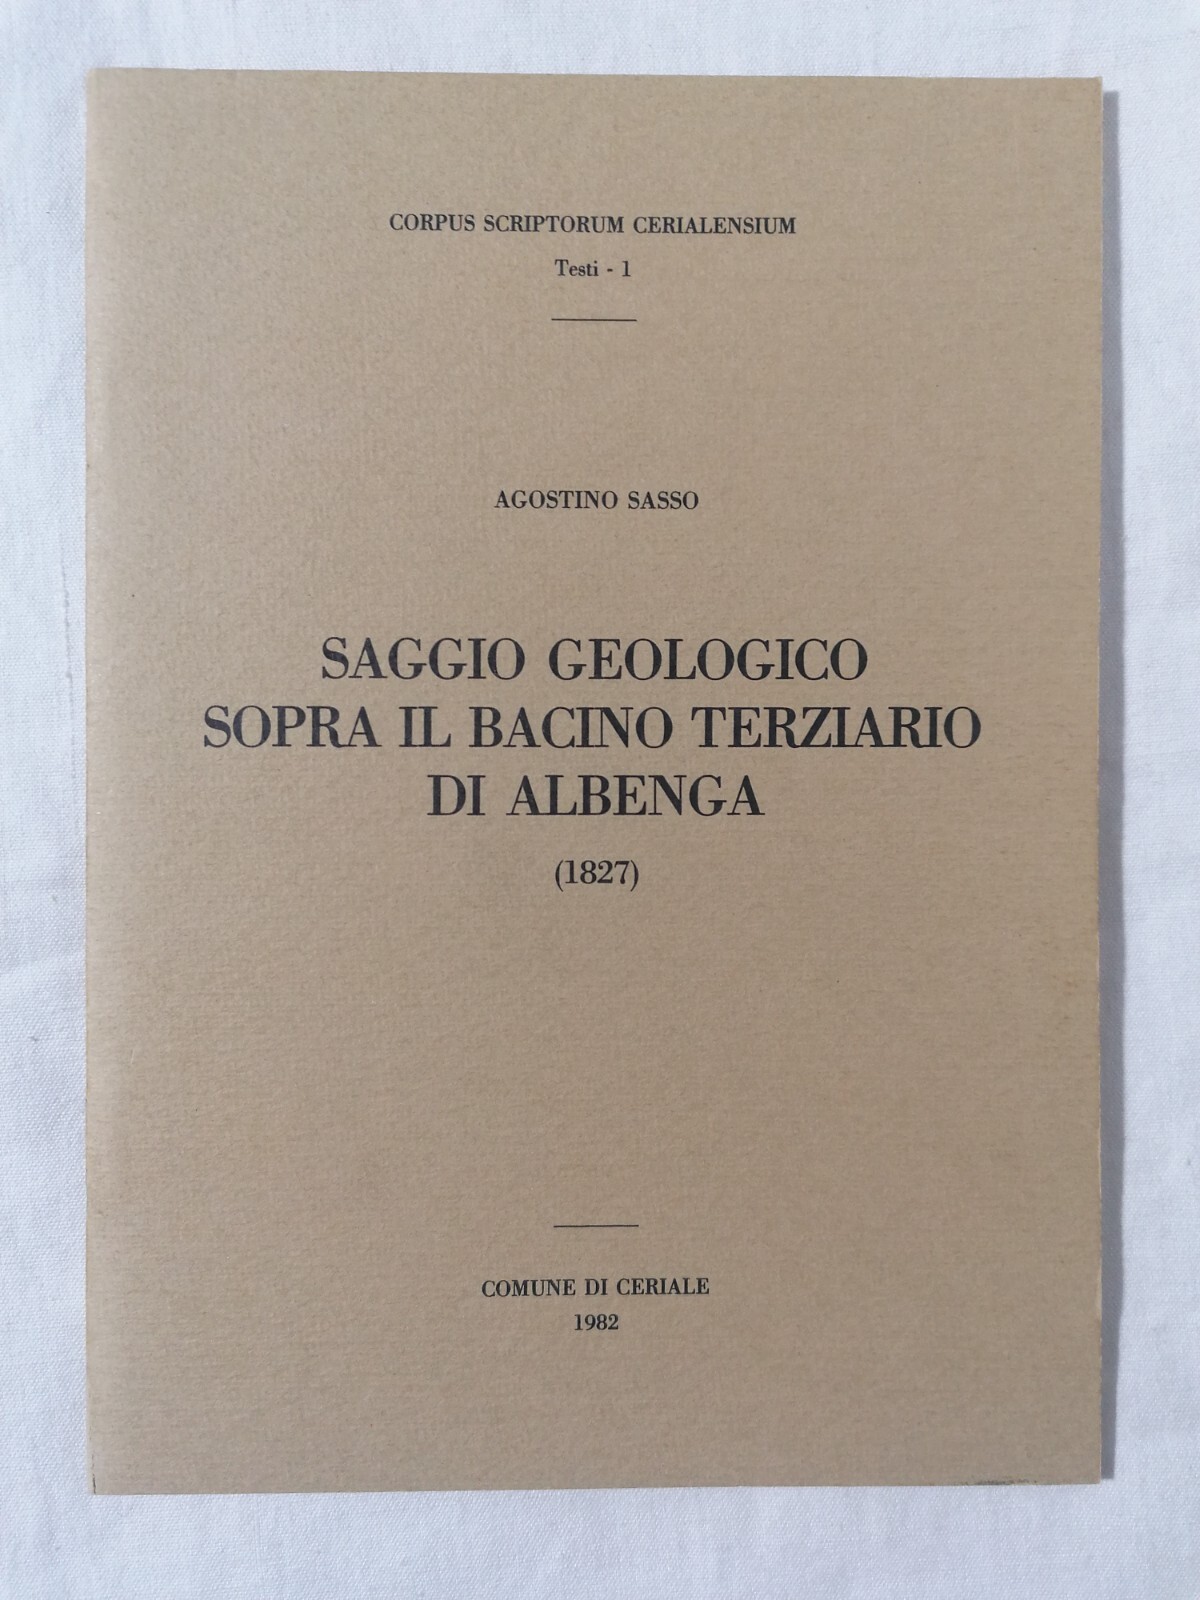 CORPUS SCRIPTORUM CERIALENSIUM
Testi - 1
AGOSTINO SASSO
SAGGIO GEOLOGICO
SOPRA IL BACINO TERZIARIO
DI ALBENGA
(1827)
COMUNE DI CERIALE
1982